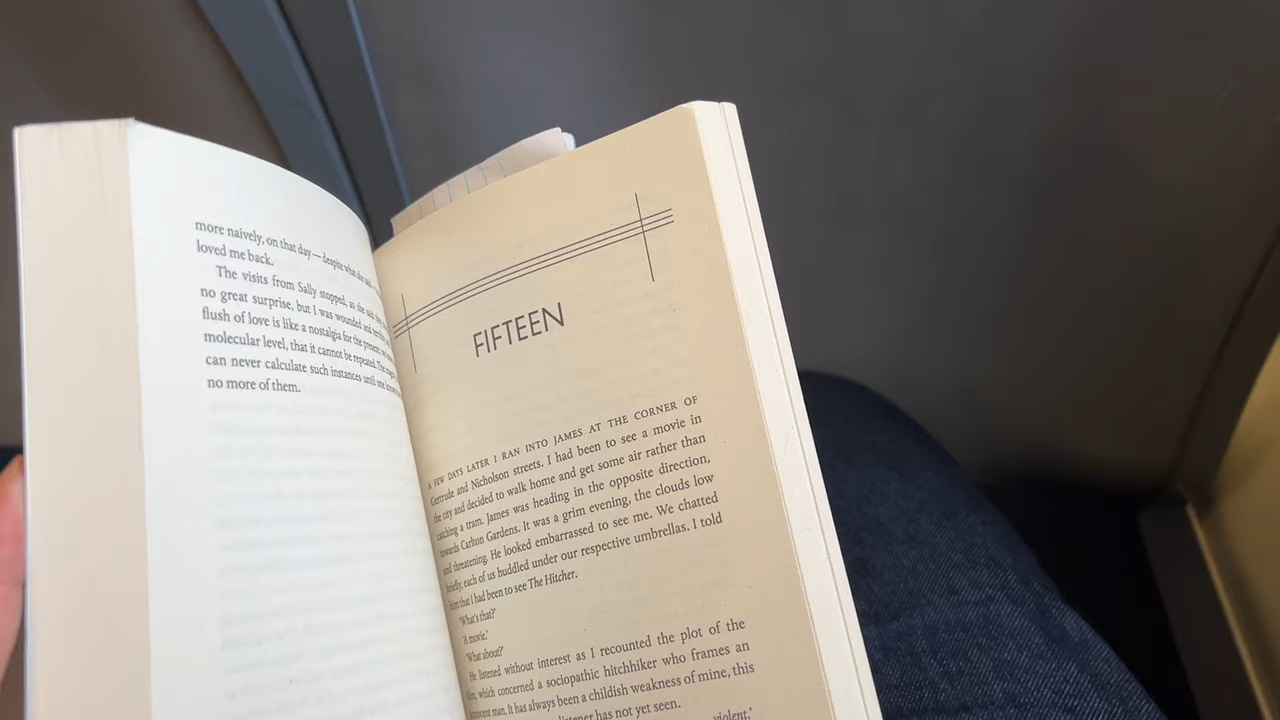 more naively, on that day — despite what she said —
loved me back.
The visits from Sally stopped, as she said they
no great surprise, but I was wounded and terribly
flush of love is like a nostalgia for the present,
molecular level, that it cannot be repeated. The tragedy
can never calculate such instances until one knows
no more of them.
FIFTEEN
A FEW DAYS LATER I RAN INTO JAMES AT THE CORNER OF
Gertrude and Nicholson streets. I had been to see a movie in
the city and decided to walk home and get some air rather than
catching a tram. James was heading in the opposite direction,
towards Carlton Gardens. It was a grim evening, the clouds low
and threatening. He looked embarrassed to see me. We chatted
briefly, each of us huddled under our respective umbrellas. I told
him that I had been to see The Hitcher.
'What's that?'
'A movie.'
'What about?'
He listened without interest as I recounted the plot of the
film, which concerned a sociopathic hitchhiker who frames an
innocent man. It has always been a childish weakness of mine, this
listener has not yet seen.
violent,'